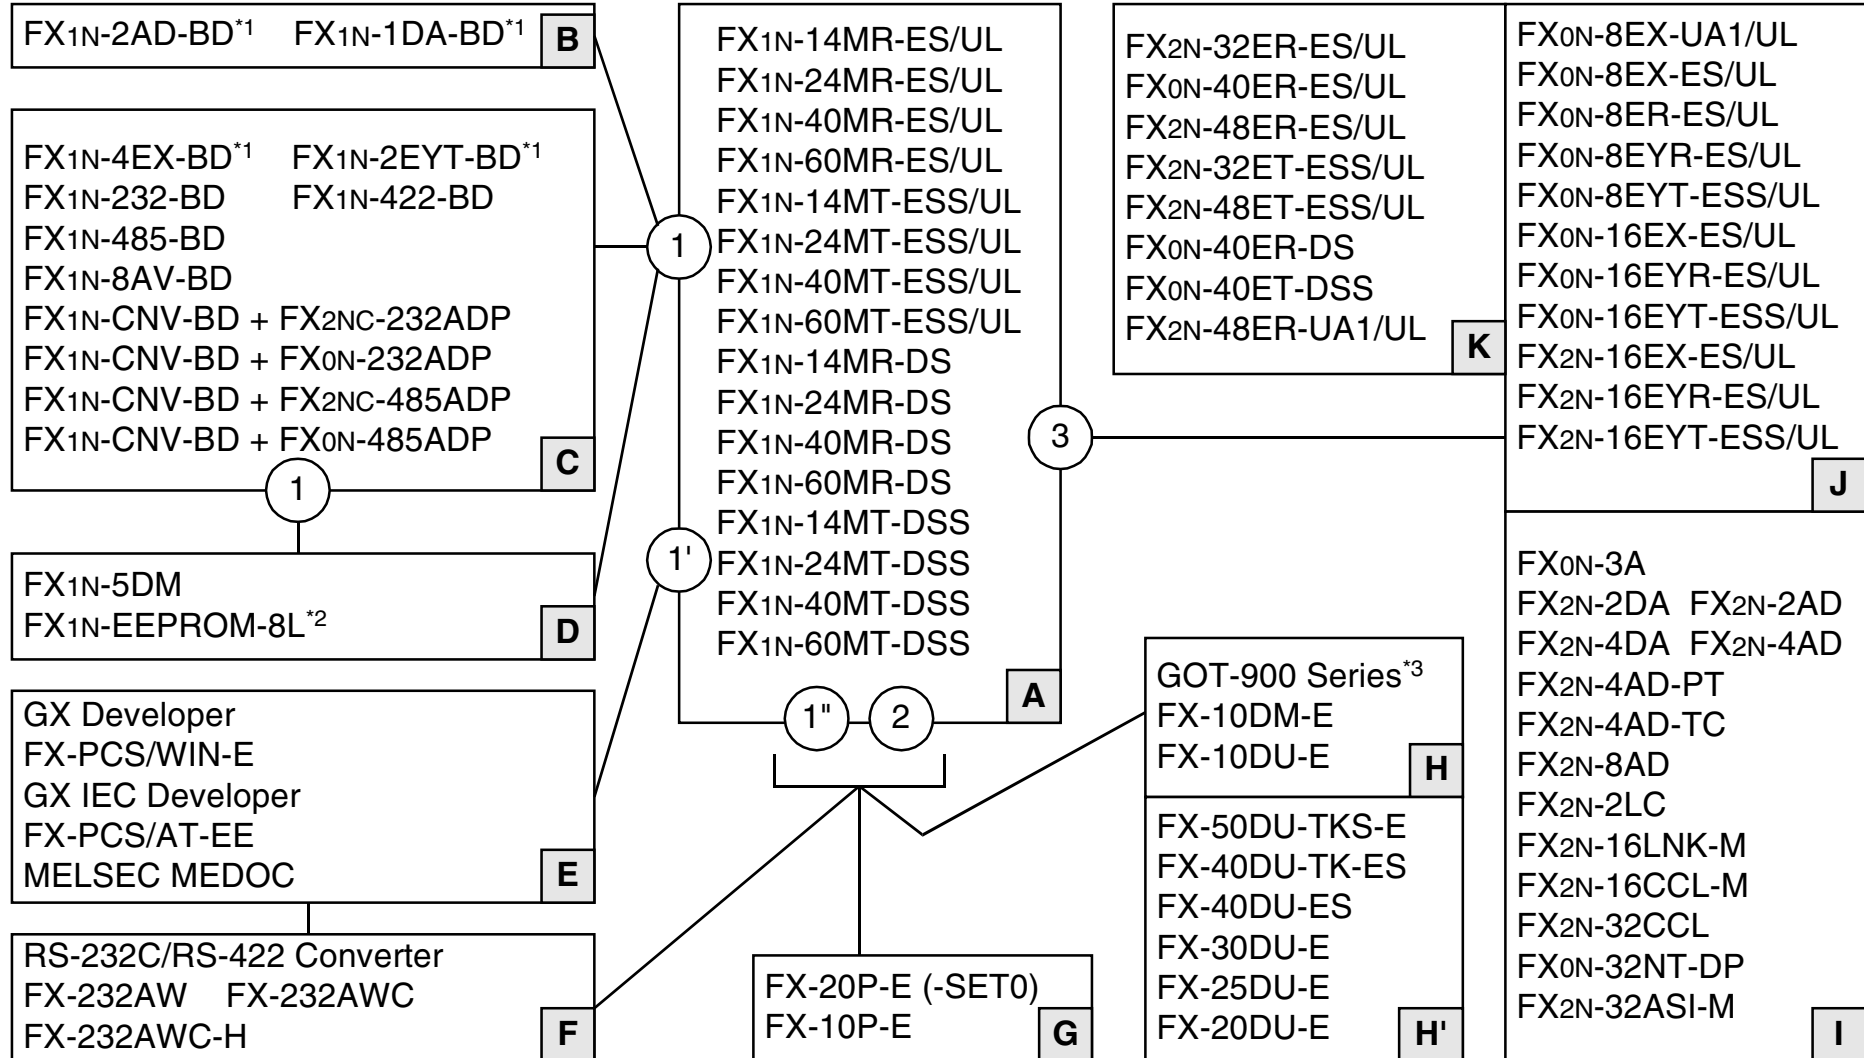 FX1N-2AD-BD*1 FX1N-1DA-BD*1
B
FX1N-4EX-BD*1 FX1N-2EYT-BD*1
FX1N-232-BD FX1N-422-BD
FX1N-485-BD
FX1N-8AV-BD
FX1N-CNV-BD + FX2NC-232ADP
FX1N-CNV-BD + FX0N-232ADP
FX1N-CNV-BD + FX2NC-485ADP
FX1N-CNV-BD + FX0N-485ADP
C
1
FX1N-5DM
FX1N-EEPROM-8L*2
D
GX Developer
FX-PCS/WIN-E
GX IEC Developer
FX-PCS/AT-EE
MELSEC MEDOC
E
RS-232C/RS-422 Converter
FX-232AW FX-232AWC
FX-232AWC-H
F
1
1'
FX1N-14MR-ES/UL
FX1N-24MR-ES/UL
FX1N-40MR-ES/UL
FX1N-60MR-ES/UL
FX1N-14MT-ESS/UL
FX1N-24MT-ESS/UL
FX1N-40MT-ESS/UL
FX1N-60MT-ESS/UL
FX1N-14MR-DS
FX1N-24MR-DS
FX1N-40MR-DS
FX1N-60MR-DS
FX1N-14MT-DSS
FX1N-24MT-DSS
FX1N-40MT-DSS
FX1N-60MT-DSS
A
1" 2
3
FX-20P-E (-SET0)
FX-10P-E
G
GOT-900 Series*3
FX-10DM-E
FX-10DU-E
H
FX-50DU-TKS-E
FX-40DU-TK-ES
FX-40DU-ES
FX-30DU-E
FX-25DU-E
FX-20DU-E
H'
FX2N-32ER-ES/UL
FX0N-40ER-ES/UL
FX2N-48ER-ES/UL
FX2N-32ET-ESS/UL
FX2N-48ET-ESS/UL
FX0N-40ER-DS
FX0N-40ET-DSS
FX2N-48ER-UA1/UL
K
FX0N-8EX-UA1/UL
FX0N-8EX-ES/UL
FX0N-8ER-ES/UL
FX0N-8EYR-ES/UL
FX0N-8EYT-ESS/UL
FX0N-16EX-ES/UL
FX0N-16EYR-ES/UL
FX0N-16EYT-ESS/UL
FX2N-16EX-ES/UL
FX2N-16EYR-ES/UL
FX2N-16EYT-ESS/UL
J
FX0N-3A
FX2N-2DA FX2N-2AD
FX2N-4DA FX2N-4AD
FX2N-4AD-PT
FX2N-4AD-TC
FX2N-8AD
FX2N-2LC
FX2N-16LNK-M
FX2N-16CCL-M
FX2N-32CCL
FX0N-32NT-DP
FX2N-32ASI-M
I